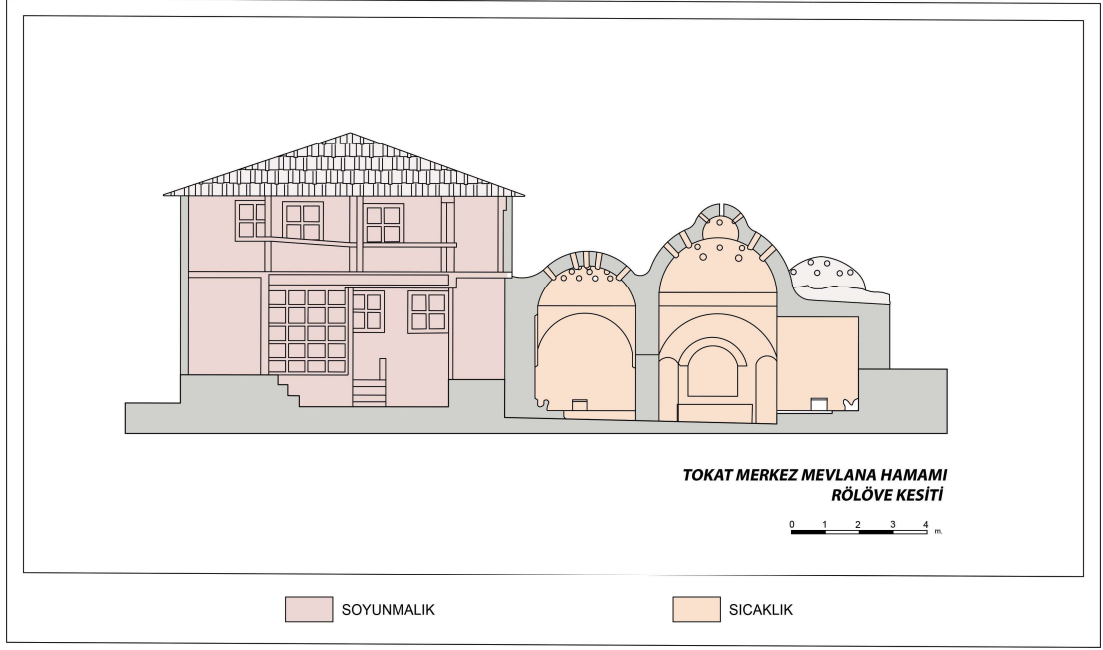 TOKAT MERKEZ MEVLANA HAMAMI
RÖLÖVE KESİTİ
0 1 2 3 4 m.
SOYUNMALIK
SICAKLIK